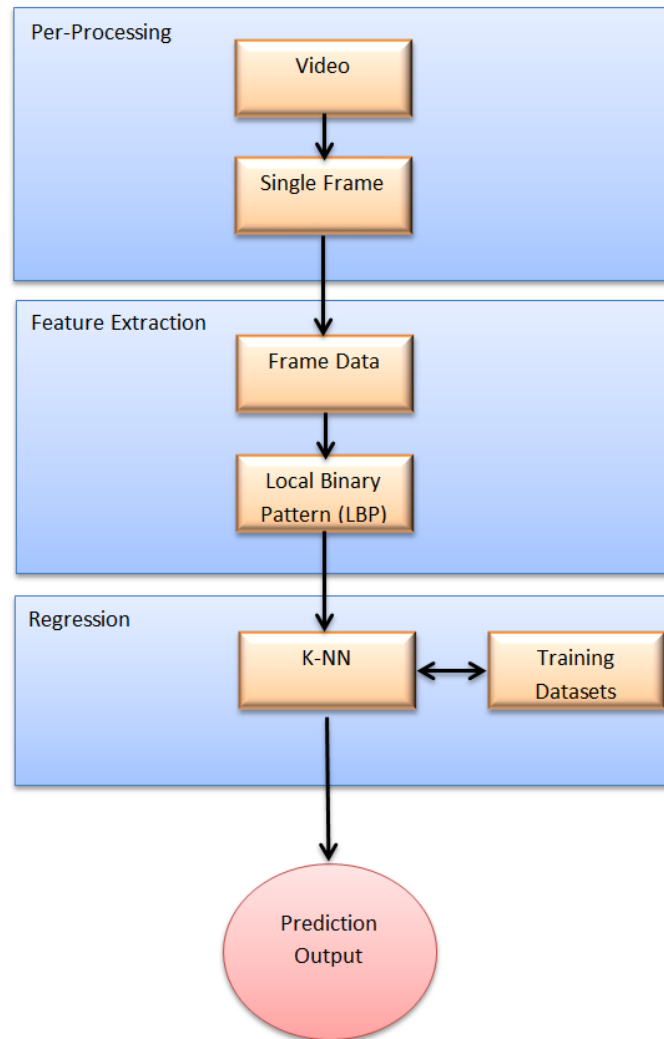 Per-Processing
Video
Single Frame
Feature Extraction
Frame Data
Local Binary
Pattern (LBP)
Regression
K-NN
Training
Datasets
Prediction
Output